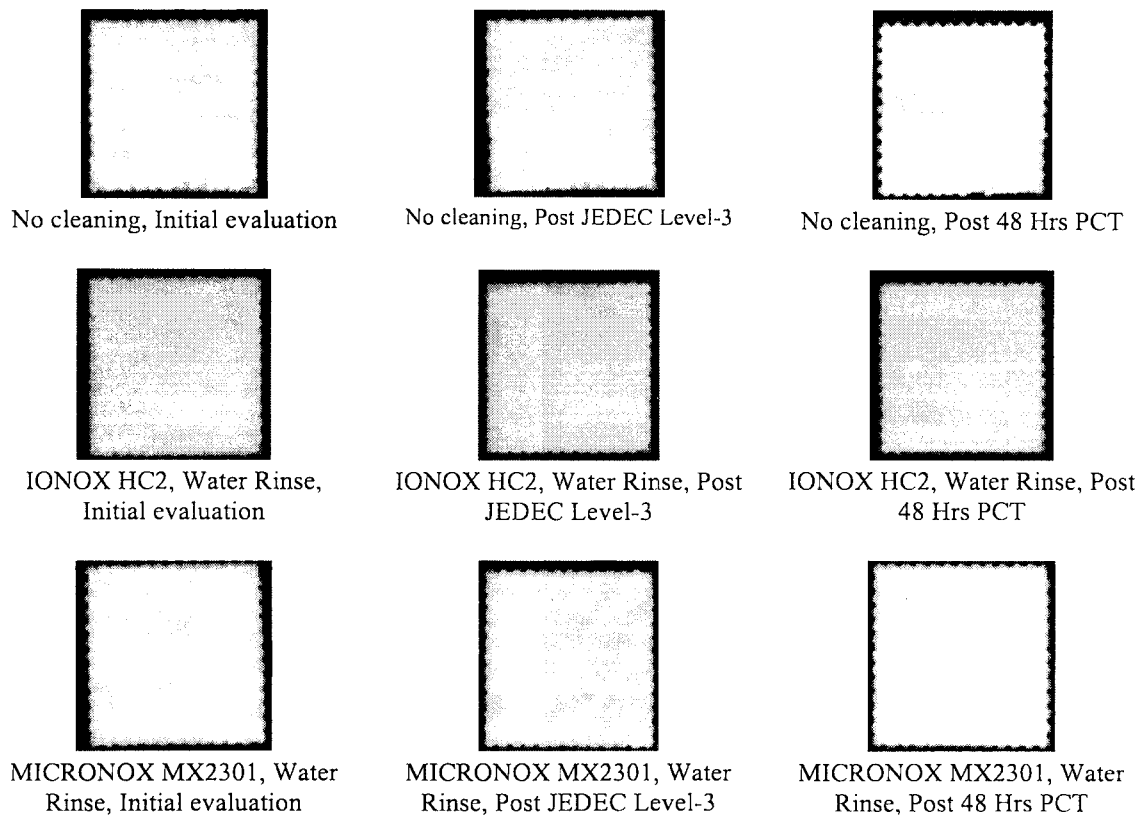 No cleaning, Initial evaluation
No cleaning, Post JEDEC Level-3
No cleaning, Post 48 Hrs PCT
IONOX HC2, Water Rinse,
Initial evaluation
IONOX HC2, Water Rinse, Post
JEDEC Level-3
IONOX HC2, Water Rinse, Post
48 Hrs PCT
MICRONOX MX2301, Water
Rinse, Initial evaluation
MICRONOX MX2301, Water
Rinse, Post JEDEC Level-3
MICRONOX MX2301, Water
Rinse, Post 48 Hrs PCT